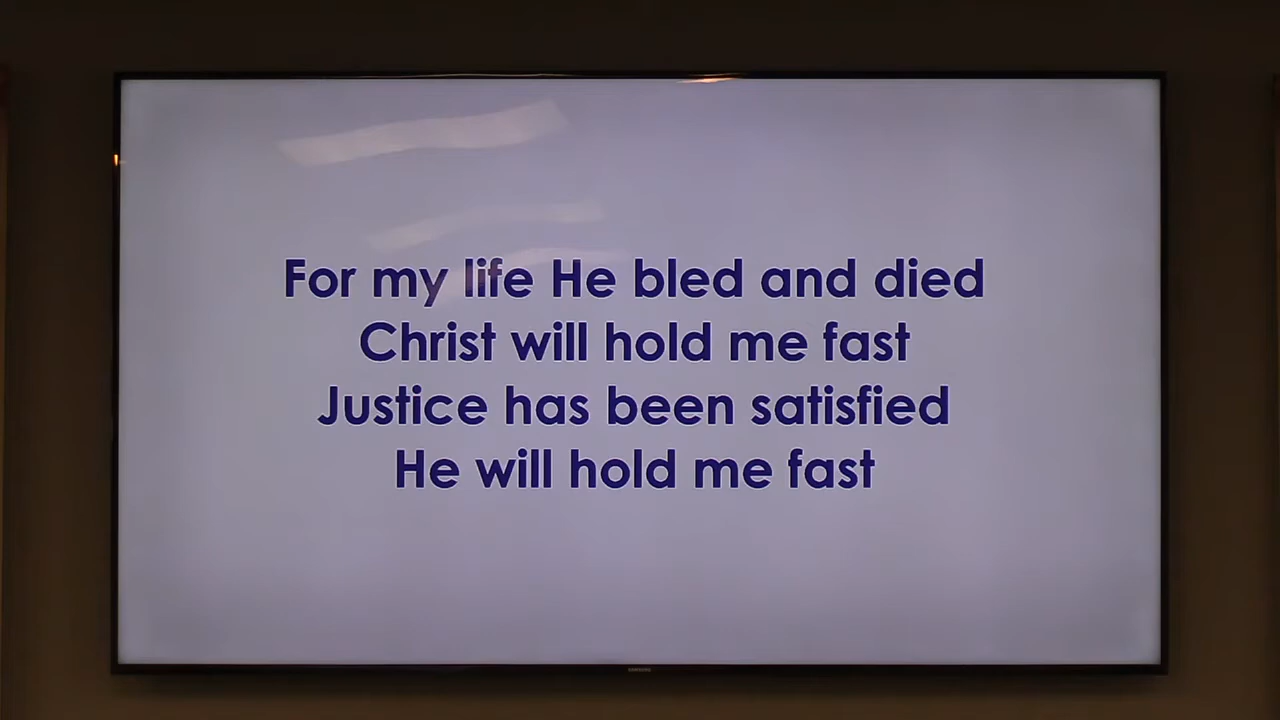 For my life He bled and died
Christ will hold me fast
Justice has been satisfied
He will hold me fast
SAMSUNG